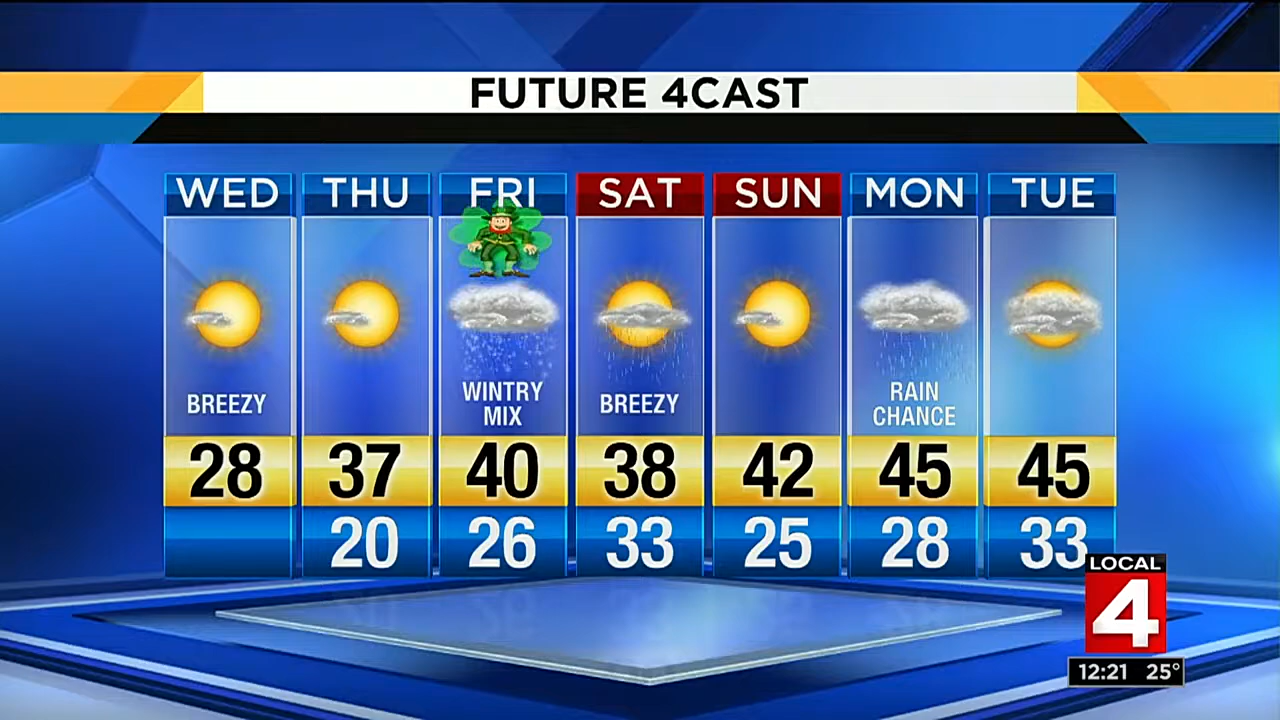 FUTURE 4CAST
WED THU FRI SAT SUN MON TUE
BREEZY
WINTRY
MIX
BREEZY
RAIN
CHANCE
28 37 40 38 42 45 45
20 26 33 25 28 33
LOCAL
4
12:21 25°